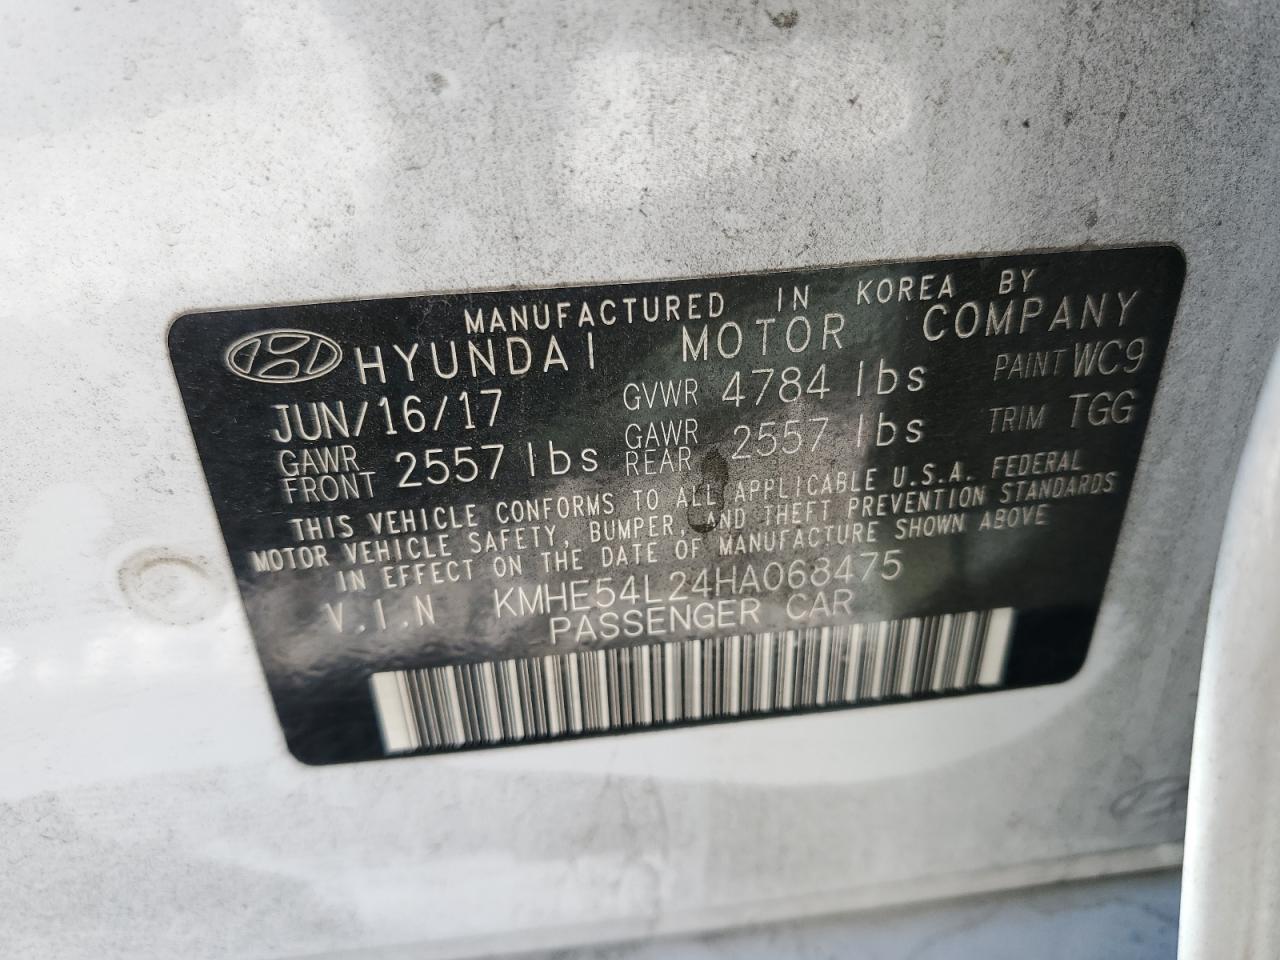 MANUFACTURED IN KOREA BY
HYUNDAI MOTOR COMPANY
JUN/16/17 GVWR 4784 lbs PAINT WC9
GAWR FRONT 2557 lbs GAWR REAR 2557 lbs TRIM TGG
THIS VEHICLE CONFORMS TO ALL APPLICABLE U.S.A. FEDERAL
MOTOR VEHICLE SAFETY, BUMPER, AND THEFT PREVENTION STANDARDS
IN EFFECT ON THE DATE OF MANUFACTURE SHOWN ABOVE
V.I.N KMHE54L24HA068475
PASSENGER CAR